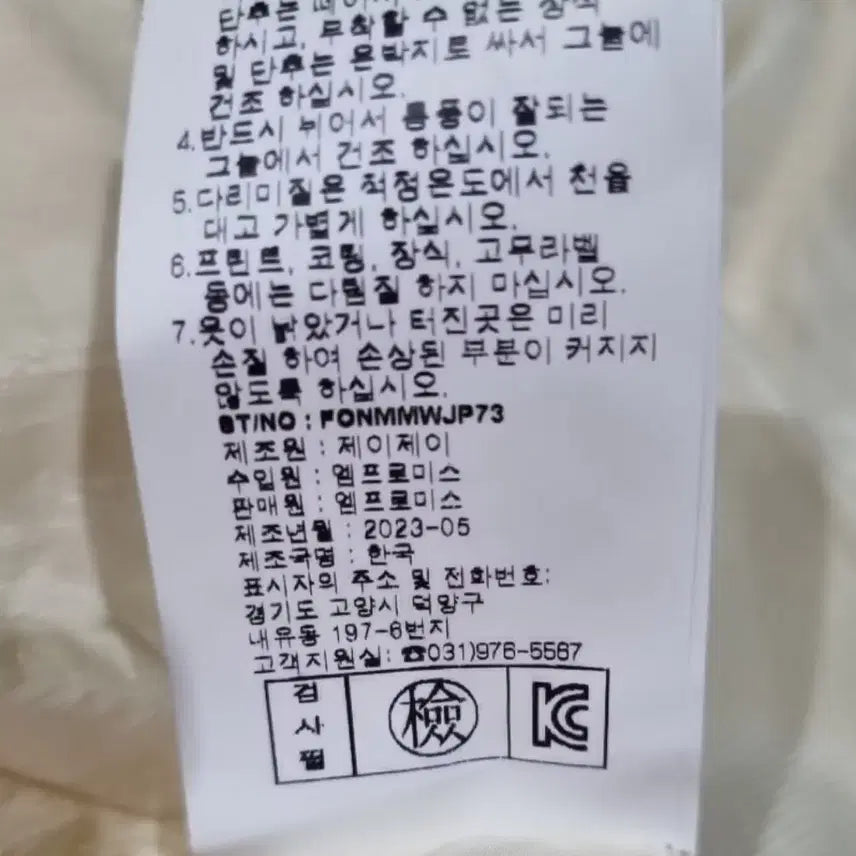 단추는
하시고, 부착할 수 없는 장식
및 단추는 은박지로 싸서 그늘에
건조 하십시오.
4.반드시 뉘어서 통풍이 잘되는
그늘에서 건조 하십시오.
5.다리미질은 적정온도에서 천을
대고 가볍게 하십시오.
6.프린트, 코팅, 장식, 고무라벨
등에는 다림질 하지 마십시오.
7.옷이 낡았거나 터진곳은 미리
손질 하여 손상된 부분이 커지지
않도록 하십시오.
ST/NO : FONMMWJP73
제조원 : 제이제이
수입원 : 엠프로미스
판매원 : 엠프로미스
제조년월 : 2023-05
제조국명 : 한국
표시자의 주소 및 전화번호:
경기도 고양시 덕양구
내유동 197-6번지
고객지원실: ☎031)976-5567
검사필 檢 KC